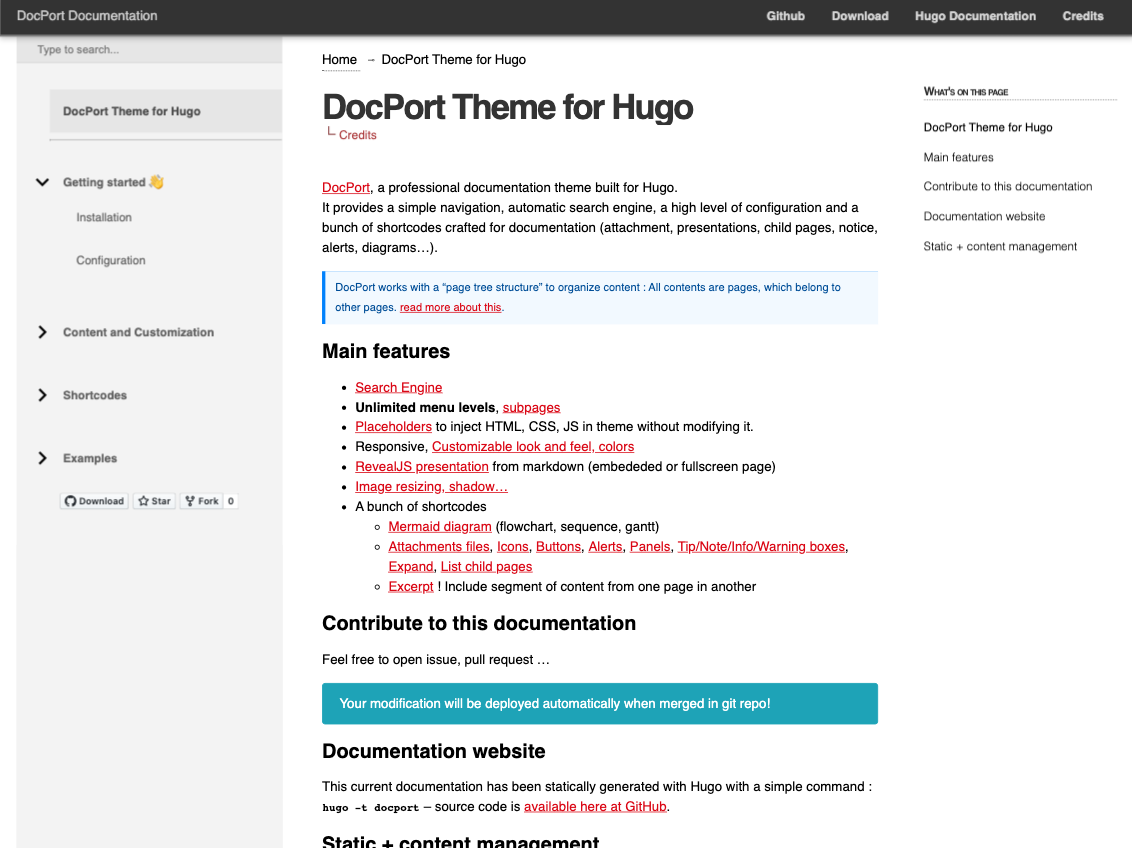 DocPort Documentation
Github
Download
Hugo Documentation
Credits
Type to search...
DocPort Theme for Hugo
Getting started 👋
Installation
Configuration
Content and Customization
Shortcodes
Examples
Download
Star
Fork
0
Home → DocPort Theme for Hugo
DocPort Theme for Hugo
└ Credits
DocPort, a professional documentation theme built for Hugo.
It provides a simple navigation, automatic search engine, a high level of configuration and a
bunch of shortcodes crafted for documentation (attachment, presentations, child pages, notice,
alerts, diagrams…).
DocPort works with a “page tree structure” to organize content : All contents are pages, which belong to
other pages. read more about this.
Main features
• Search Engine
• Unlimited menu levels, subpages
• Placeholders to inject HTML, CSS, JS in theme without modifying it.
• Responsive, Customizable look and feel, colors
• RevealJS presentation from markdown (embededed or fullscreen page)
• Image resizing, shadow…
• A bunch of shortcodes
◦ Mermaid diagram (flowchart, sequence, gantt)
◦ Attachments files, Icons, Buttons, Alerts, Panels, Tip/Note/Info/Warning boxes,
Expand, List child pages
◦ Excerpt ! Include segment of content from one page in another
Contribute to this documentation
Feel free to open issue, pull request …
Your modification will be deployed automatically when merged in git repo!
Documentation website
This current documentation has been statically generated with Hugo with a simple command :
hugo -t docport – source code is available here at GitHub.
Static + content management
What's on this page
DocPort Theme for Hugo
Main features
Contribute to this documentation
Documentation website
Static + content management